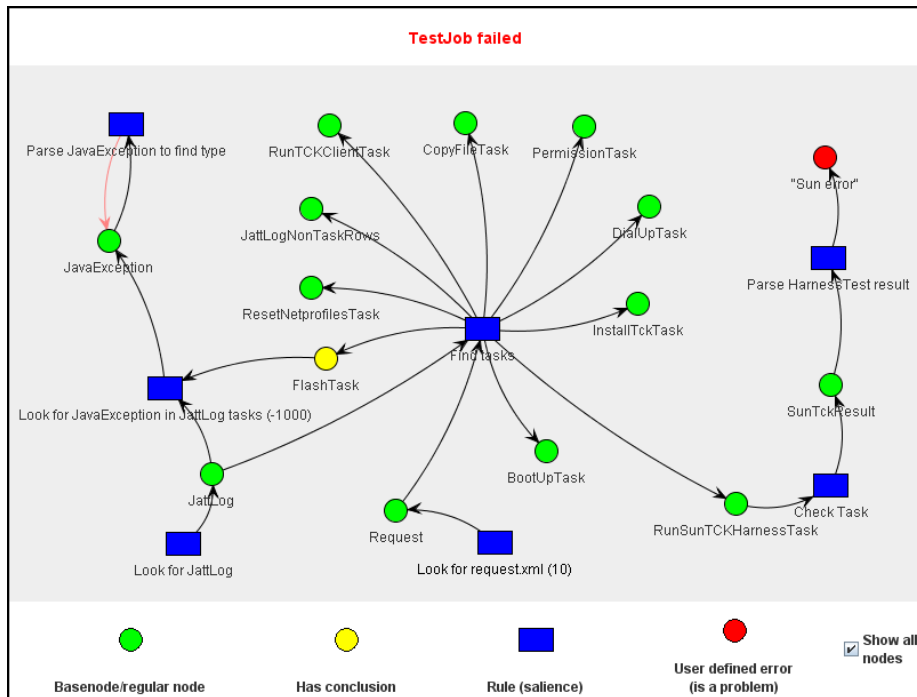 TestJob failed
Parse JavaException to find type
RunTCKClientTask
CopyFileTask
PermissionTask
"Sun error"
JattLogNonTaskRows
DialUpTask
JavaException
Parse HarnessTest result
ResetNetprofilesTask
InstallTckTask
Find tasks
FlashTask
Look for JavaException in JattLog tasks (-1000)
SunTckResult
JattLog
BootUpTask
Check Task
Request
RunSunTCKHarnessTask
Look for JattLog
Look for request.xml (10)
Basenode/regular node
Has conclusion
Rule (salience)
User defined error
(is a problem)
Show all
nodes